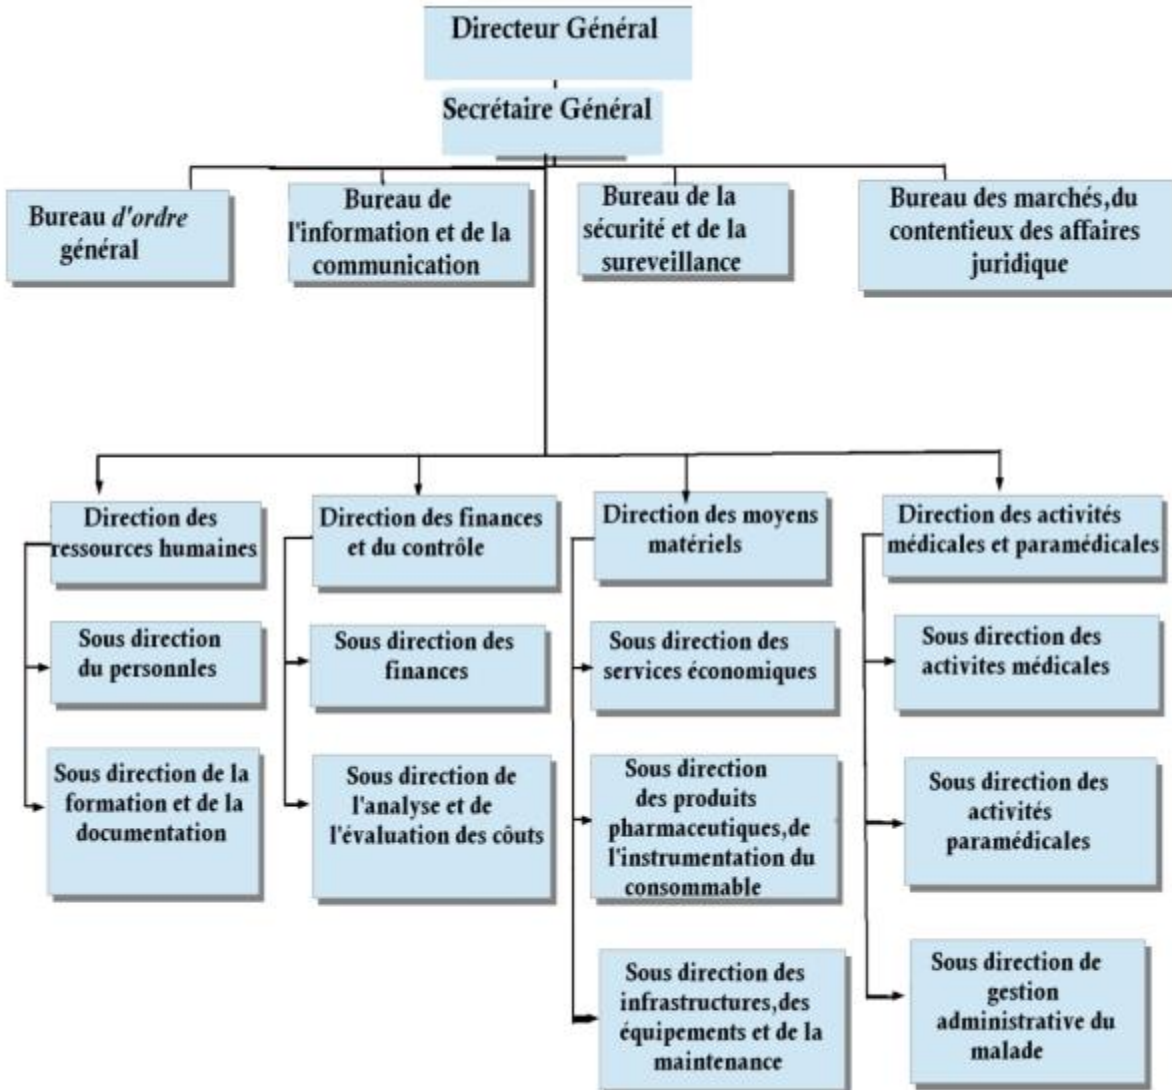 Directeur Général
Secrétaire Général
Bureau d'ordre
général
Bureau de
l'information et de la
communication
Bureau de la
sécurité et de la
sureveillance
Bureau des marchés,du
contentieux des affaires
juridique
Direction des
ressources humaines
Direction des finances
et du contrôle
Direction des moyens
matériels
Direction des activités
médicales et paramédicales
Sous direction
du personnles
Sous direction des
finances
Sous direction des
services économiques
Sous direction des
activites médicales
Sous direction de la
formation et de la
documentation
Sous direction de
l'analyse et de
l'évaluation des côuts
Sous direction
des produits
pharmaceutiques,de
l'instrumentation du
consommable
Sous direction des
activités
paramédicales
Sous direction des
infrastructures,des
équipements et de la
maintenance
Sous direction de
gestion
administrative du
malade